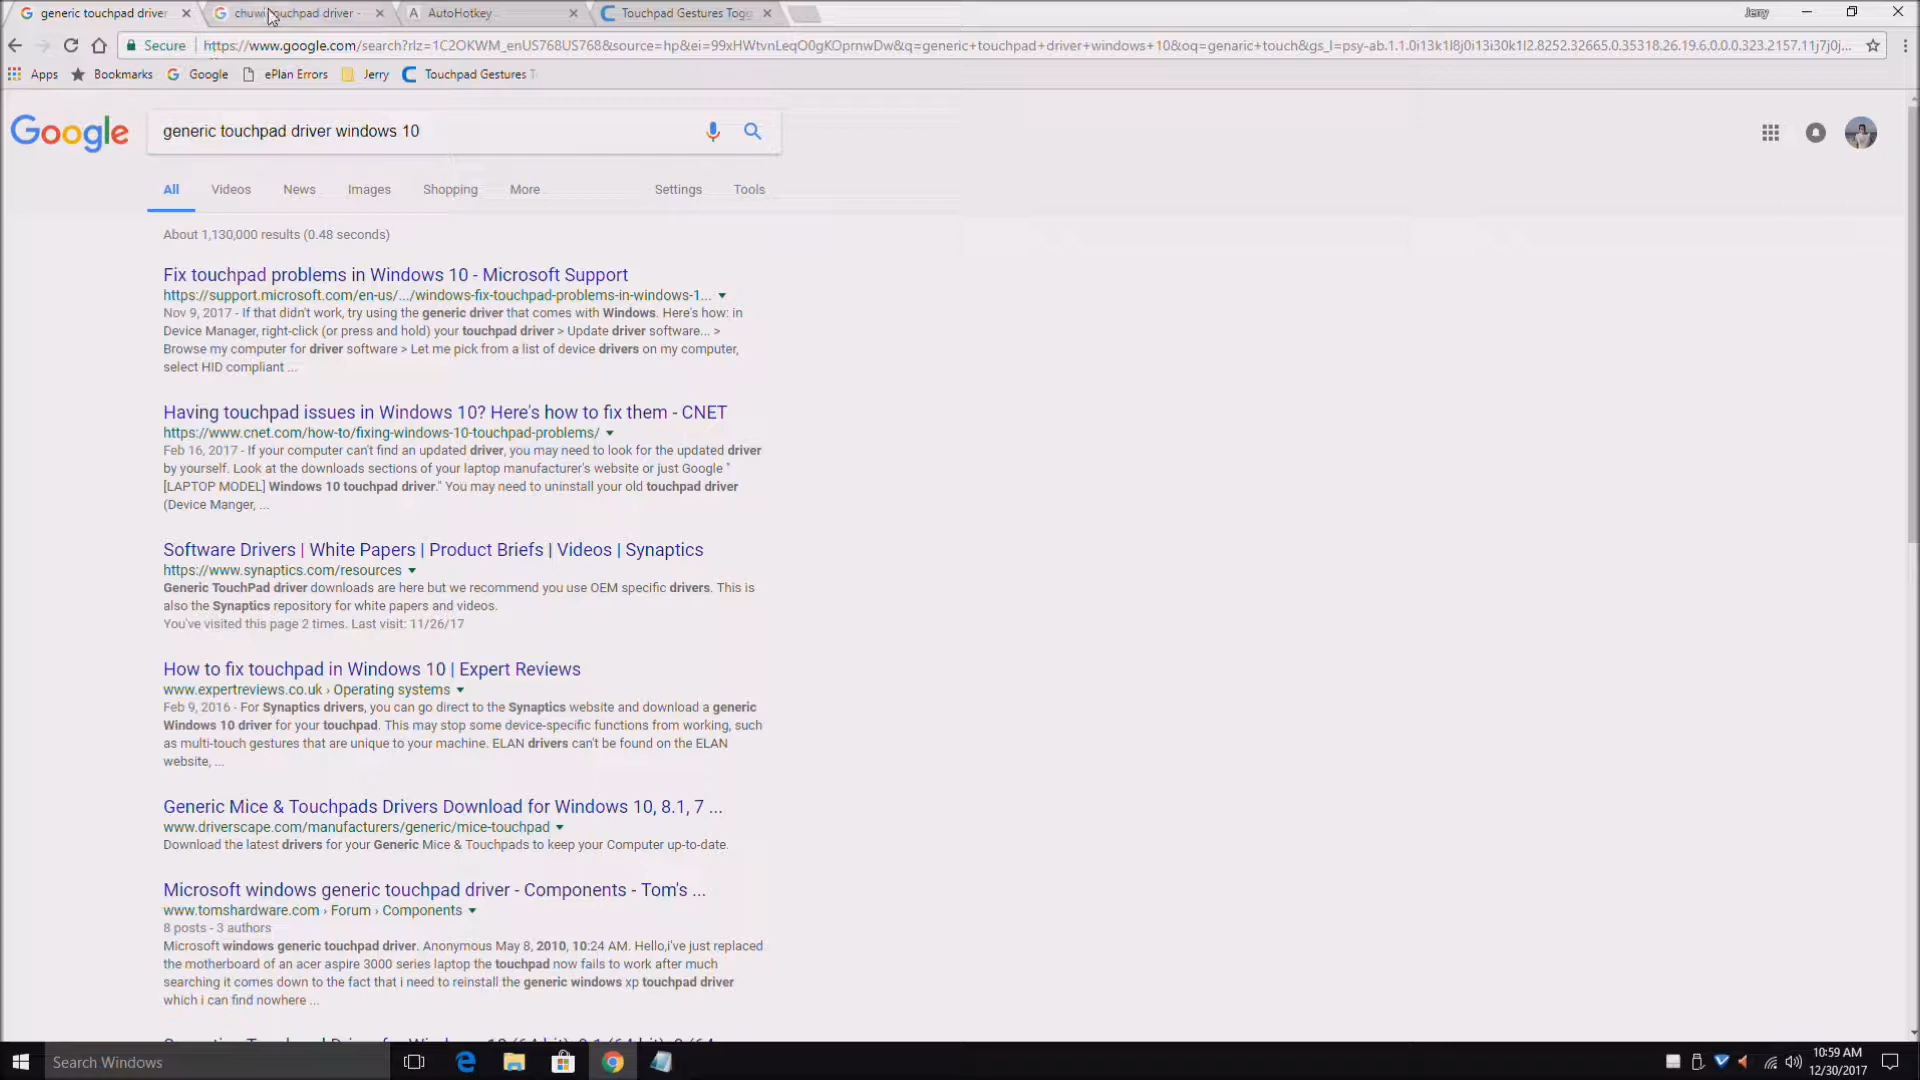 generic touchpad driver
chuwi touchpad driver -
AutoHotkey
Touchpad Gestures Togg
Jerry
Secure
https://www.google.com/search?rlz=1C2OKWM_enUS768US768&source=hp&ei=99xHWtvnLeqO0gKOprnwDw&q=generic+touchpad+driver+windows+10&oq=genaric+touch&gs_l=psy-ab.1.1.0i13k1l8j0i13i30k1l2.8252.32665.0.35318.26.19.6.0.0.0.323.2157.11j7j0j...
Apps
Bookmarks
Google
ePlan Errors
Jerry
Touchpad Gestures T
Google
generic touchpad driver windows 10
All
Videos
News
Images
Shopping
More
Settings
Tools
About 1,130,000 results (0.48 seconds)
Fix touchpad problems in Windows 10 - Microsoft Support
https://support.microsoft.com/en-us/.../windows-fix-touchpad-problems-in-windows-1...
Nov 9, 2017 - If that didn't work, try using the generic driver that comes with Windows. Here's how: in
Device Manager, right-click (or press and hold) your touchpad driver > Update driver software... >
Browse my computer for driver software > Let me pick from a list of device drivers on my computer,
select HID compliant ...
Having touchpad issues in Windows 10? Here's how to fix them - CNET
https://www.cnet.com/how-to/fixing-windows-10-touchpad-problems/
Feb 16, 2017 - If your computer can't find an updated driver, you may need to look for the updated driver
by yourself. Look at the downloads sections of your laptop manufacturer's website or just Google "
[LAPTOP MODEL] Windows 10 touchpad driver." You may need to uninstall your old touchpad driver
(Device Manger, ...
Software Drivers | White Papers | Product Briefs | Videos | Synaptics
https://www.synaptics.com/resources
Generic TouchPad driver downloads are here but we recommend you use OEM specific drivers. This is
also the Synaptics repository for white papers and videos.
You've visited this page 2 times. Last visit: 11/26/17
How to fix touchpad in Windows 10 | Expert Reviews
www.expertreviews.co.uk › Operating systems
Feb 9, 2016 - For Synaptics drivers, you can go direct to the Synaptics website and download a generic
Windows 10 driver for your touchpad. This may stop some device-specific functions from working, such
as multi-touch gestures that are unique to your machine. ELAN drivers can't be found on the ELAN
website, ...
Generic Mice & Touchpads Drivers Download for Windows 10, 8.1, 7 ...
www.driverscape.com/manufacturers/generic/mice-touchpad
Download the latest drivers for your Generic Mice & Touchpads to keep your Computer up-to-date.
Microsoft windows generic touchpad driver - Components - Tom's ...
www.tomshardware.com › Forum › Components
8 posts - 3 authors
Microsoft windows generic touchpad driver. Anonymous May 8, 2010, 10:24 AM. Hello,i've just replaced
the motherboard of an acer aspire 3000 series laptop the touchpad now fails to work after much
searching it comes down to the fact that i need to reinstall the generic windows xp touchpad driver
which i can find nowhere ...
Search Windows
10:59 AM
12/30/2017